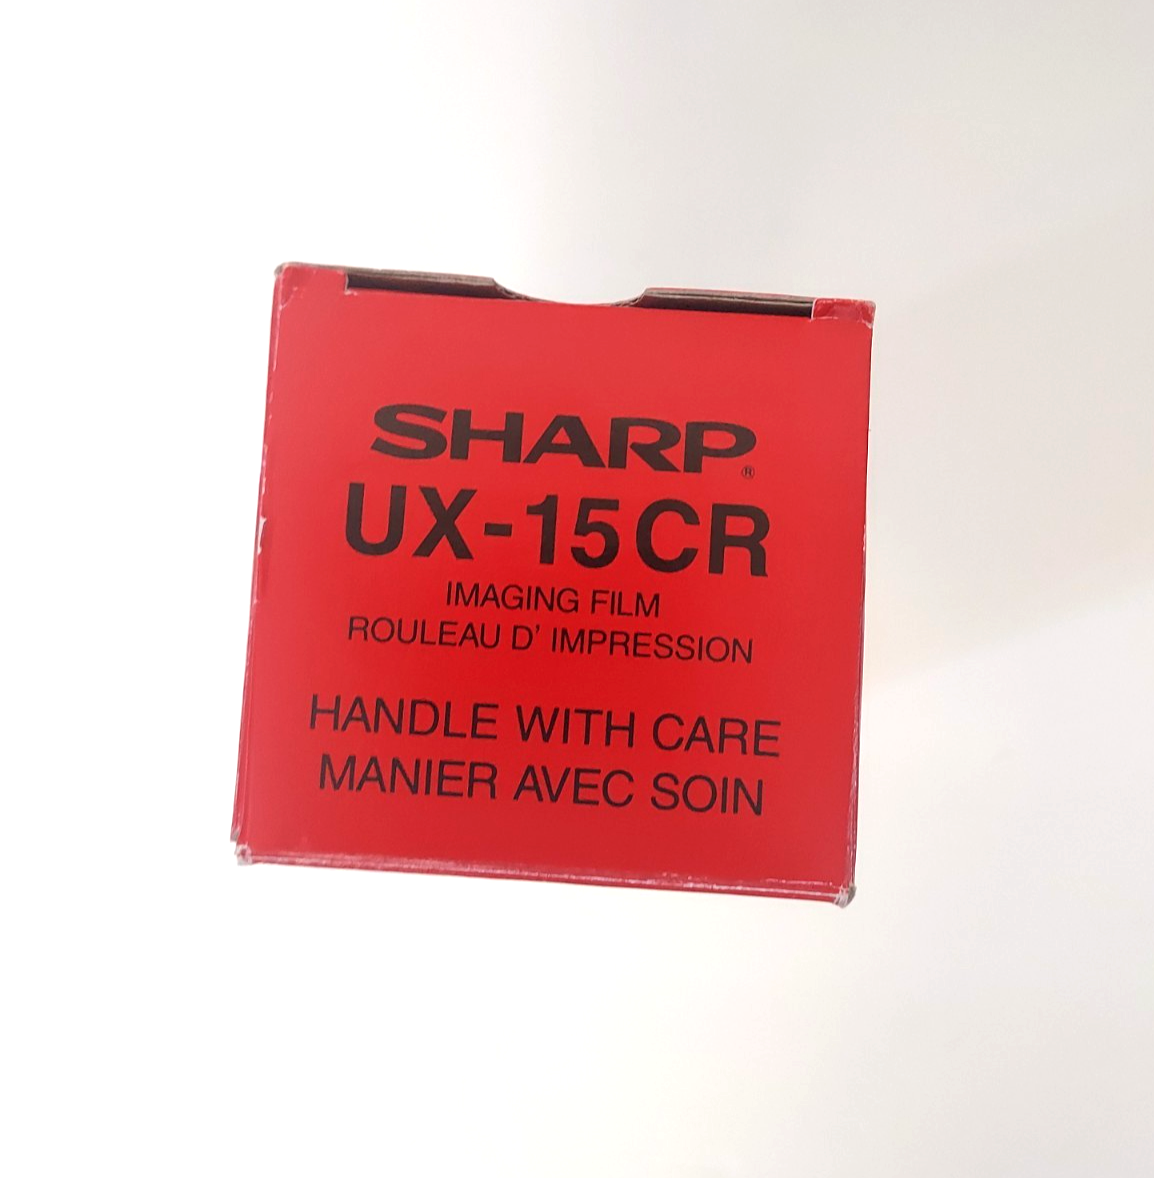 SHARP®
UX-15CR
IMAGING FILM
ROULEAU D' IMPRESSION
HANDLE WITH CARE
MANIER AVEC SOIN